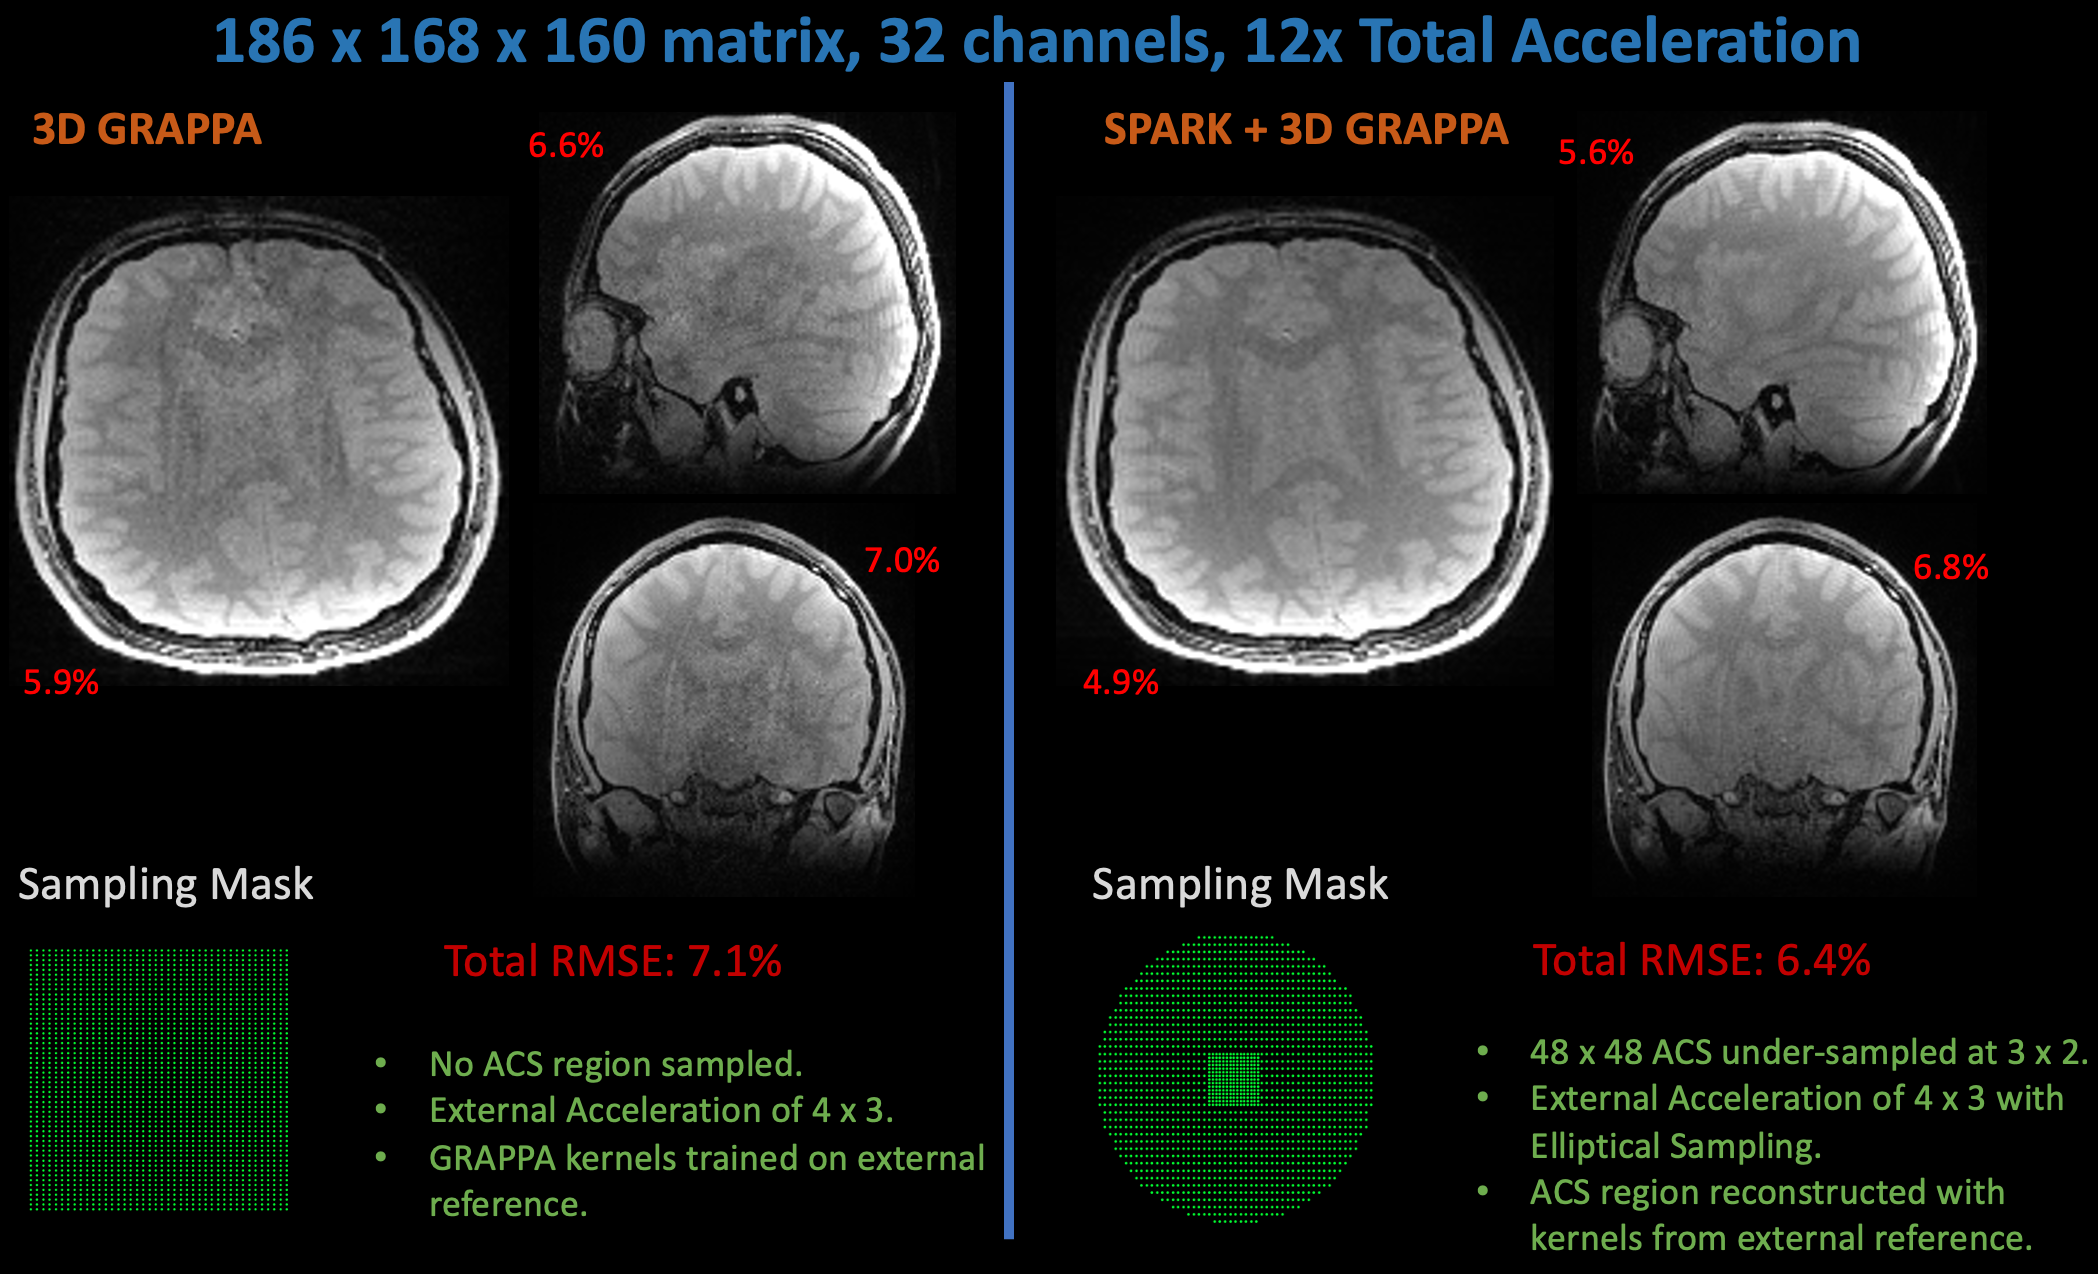 186 x 168 x 160 matrix, 32 channels, 12x Total Acceleration
3D GRAPPA
6.6%
7.0%
5.9%
Sampling Mask
Total RMSE: 7.1%
• No ACS region sampled.
• External Acceleration of 4 x 3.
• GRAPPA kernels trained on external
reference.
SPARK + 3D GRAPPA
5.6%
6.8%
4.9%
Sampling Mask
Total RMSE: 6.4%
• 48 x 48 ACS under-sampled at 3 x 2.
• External Acceleration of 4 x 3 with
Elliptical Sampling.
• ACS region reconstructed with
kernels from external reference.